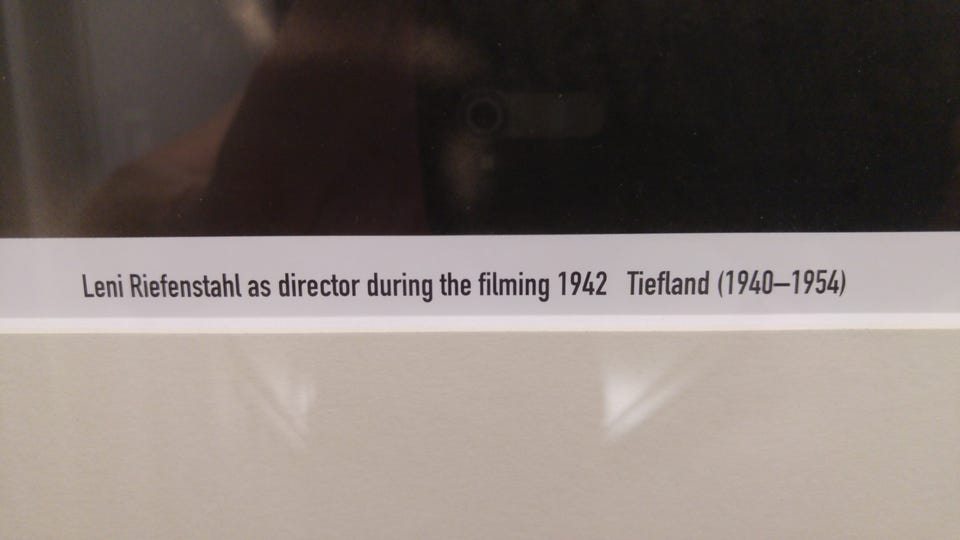 Leni Riefenstahl as director during the filming 1942 Tiefland (1940–1954)